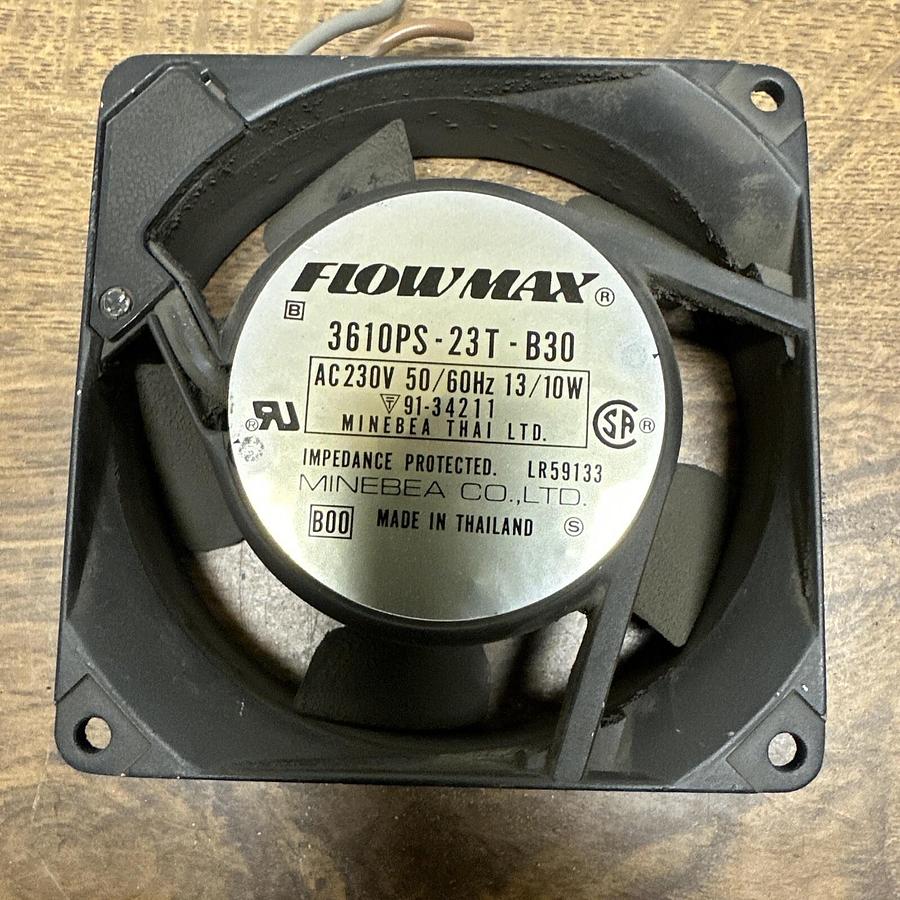 FLOWMAX®
B
3610PS-23T-B30
AC230V 50/60Hz 13/10W
91-34211
MINEBEA THAI LTD.
IMPEDANCE PROTECTED. LR59133
MINEBEA CO.,LTD.
B00 MADE IN THAILAND Ⓢ